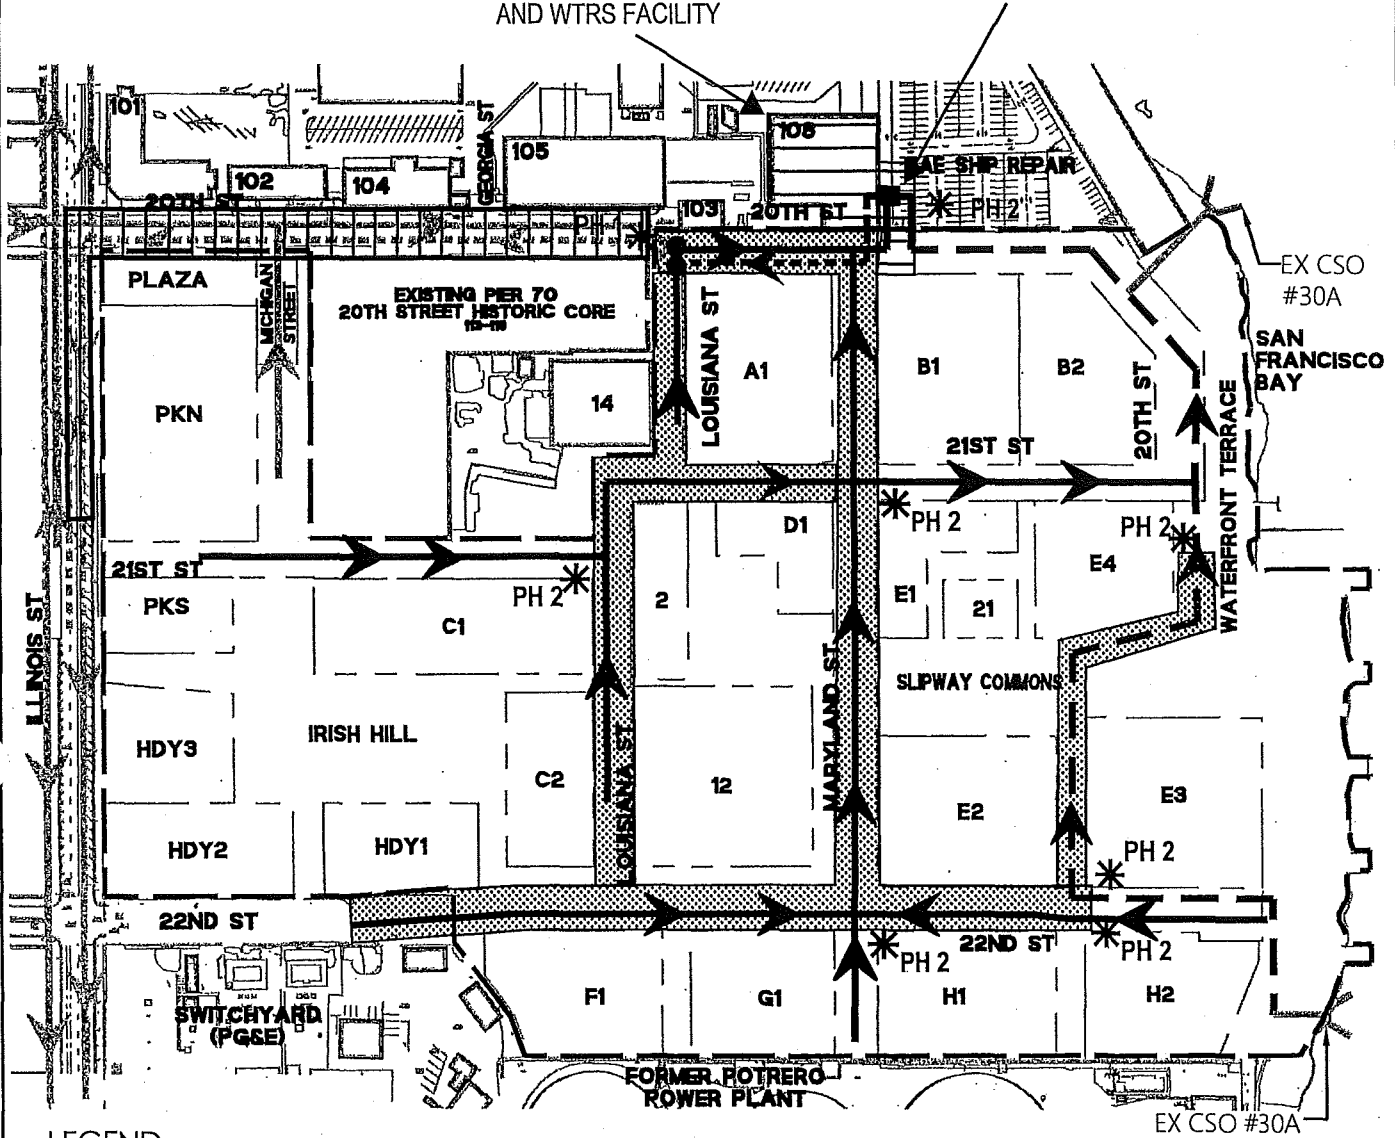 AND WTRS FACILITY
101
102
104
GEORGIA ST
105
108
BAE SHIP REPAIR
20TH ST
103
20TH ST
PH 1
PH 2
PLAZA
MICHIGAN
STREET
EXISTING PIER 70
20TH STREET HISTORIC CORE
113-116
EX CSO
#30A
SAN
FRANCISCO
BAY
LOUISIANA ST
A1
B1
B2
20TH ST
WATERFRONT TERRACE
PKN
14
21ST ST
D1
PH 2
PH 2
21ST ST
PH 2
E4
PKS
C1
2
E1
21
ILLINOIS ST
SLIPWAY COMMONS
HDY3
IRISH HILL
C2
LOUISIANA ST
12
MARYLAND ST
E2
E3
HDY2
HDY1
PH 2
22ND ST
22ND ST
PH 2
PH 2
F1
G1
H1
H2
SWITCHYARD
(PG&E)
FORMER POTRERO
POWER PLANT
EX CSO #30A
LEGEND